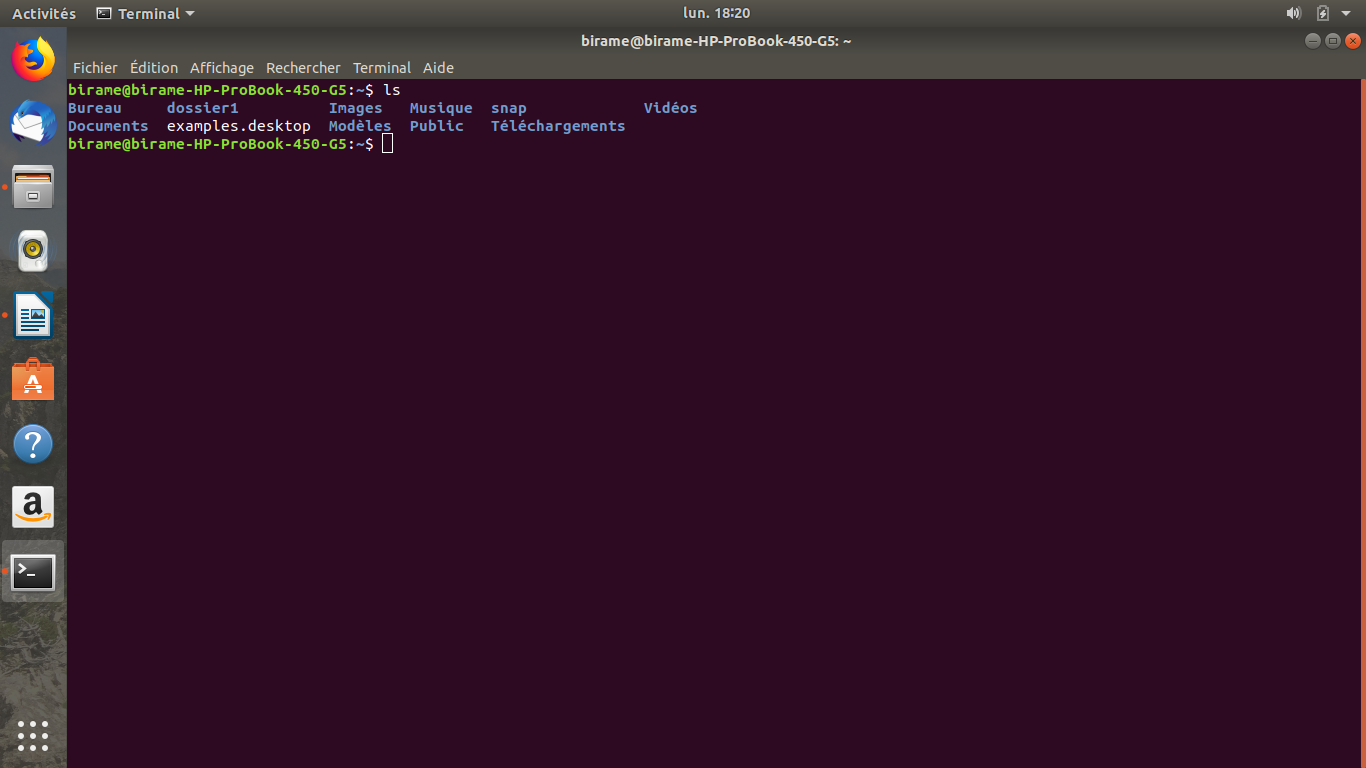 Activités Terminal lun. 18:20
birame@birame-HP-ProBook-450-G5: ~
Fichier Édition Affichage Rechercher Terminal Aide
birame@birame-HP-ProBook-450-G5:~$ ls
Bureau dossier1 Images Musique snap Vidéos
Documents examples.desktop Modèles Public Téléchargements
birame@birame-HP-ProBook-450-G5:~$